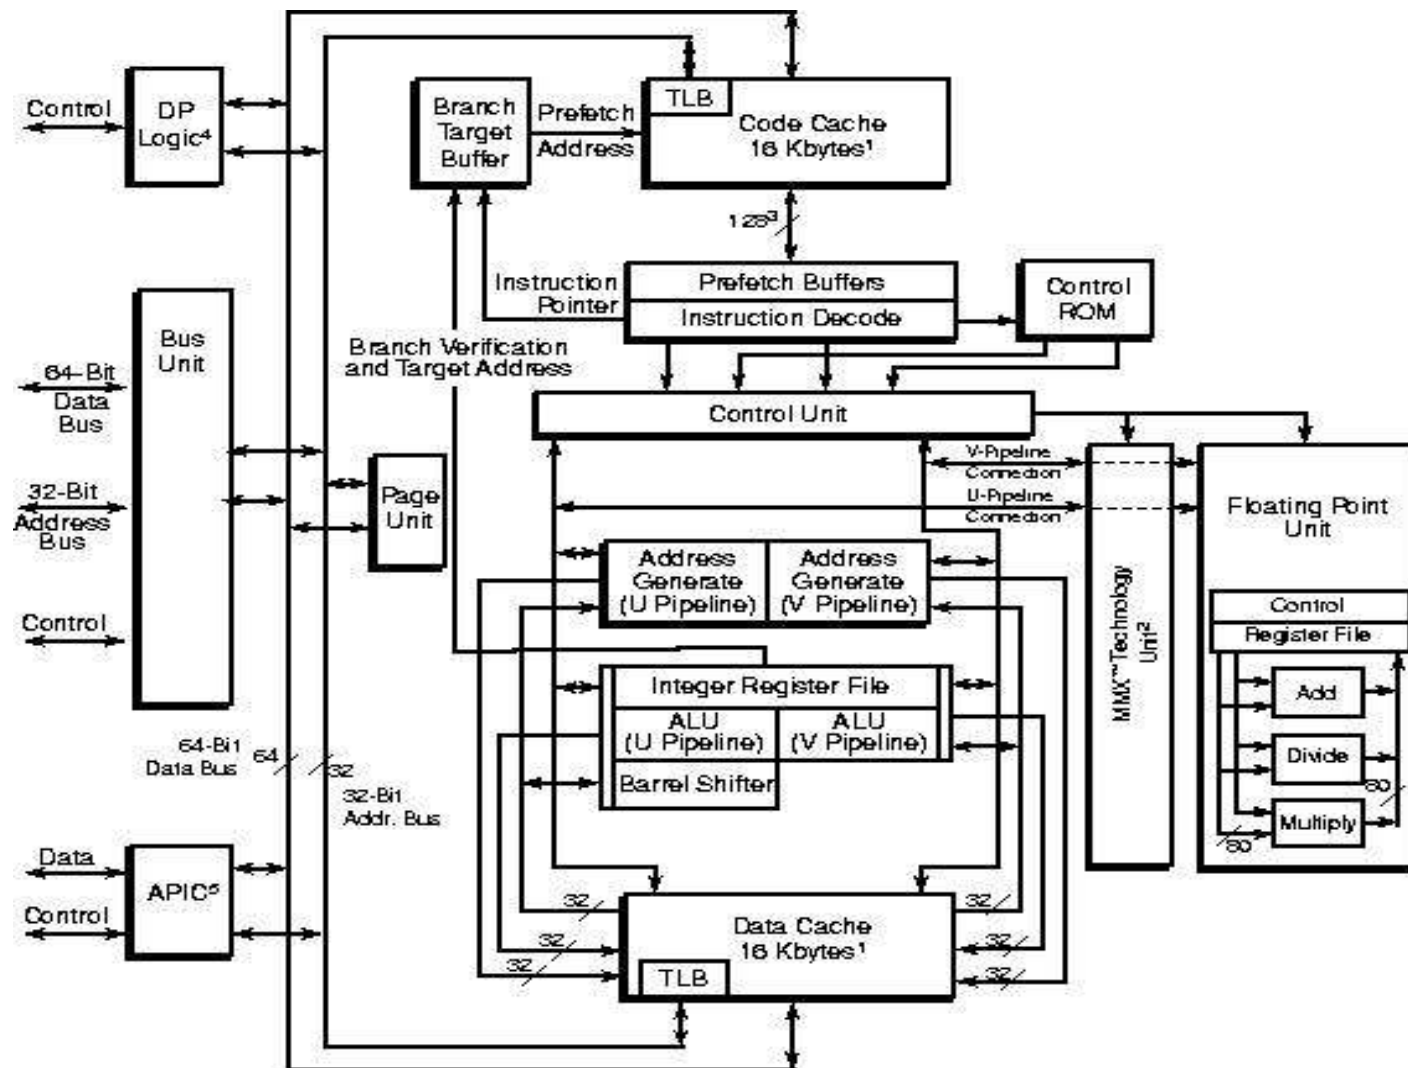 Control
DP
Logic⁴
Branch
Target
Buffer
Prefetch
Address
TLB
Code Cache
16 Kbytes¹
128³
Instruction
Pointer
Prefetch Buffers
Instruction Decode
Control
ROM
Bus
Unit
64-Bit
Data
Bus
32-Bit
Address
Bus
Control
Branch Verification
and Target Address
Control Unit
Page
Unit
V-Pipeline
Connection
U-Pipeline
Connection
MMX™ Technology
Unit²
Floating Point
Unit
Control
Register File
Add
Divide
Multiply
80
80
Address
Generate
(U Pipeline)
Address
Generate
(V Pipeline)
Integer Register File
ALU
(U Pipeline)
ALU
(V Pipeline)
Barrel Shifter
64-Bit
Data Bus
64
32
32-Bit
Addr. Bus
Data
Control
APIC⁵
32
32
32
Data Cache
16 Kbytes¹
TLB
32
32
32